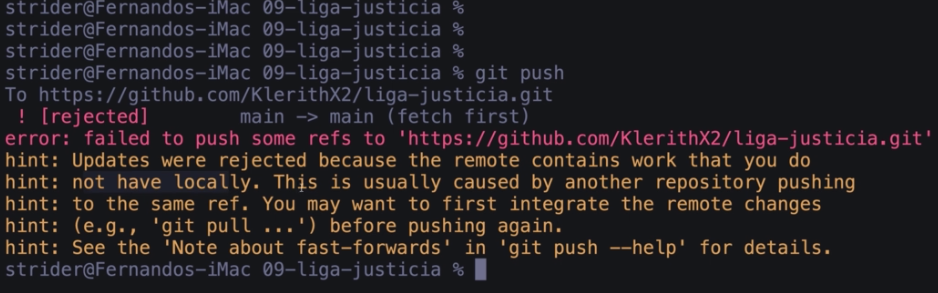 strider@Fernandos-iMac 09-liga-justicia %
strider@Fernandos-iMac 09-liga-justicia %
strider@Fernandos-iMac 09-liga-justicia %
strider@Fernandos-iMac 09-liga-justicia % git push
To https://github.com/KlerithX2/liga-justicia.git
! [rejected] main -> main (fetch first)
error: failed to push some refs to 'https://github.com/KlerithX2/liga-justicia.git'
hint: Updates were rejected because the remote contains work that you do
hint: not have locally. This is usually caused by another repository pushing
hint: to the same ref. You may want to first integrate the remote changes
hint: (e.g., 'git pull ...') before pushing again.
hint: See the 'Note about fast-forwards' in 'git push --help' for details.
strider@Fernandos-iMac 09-liga-justicia %